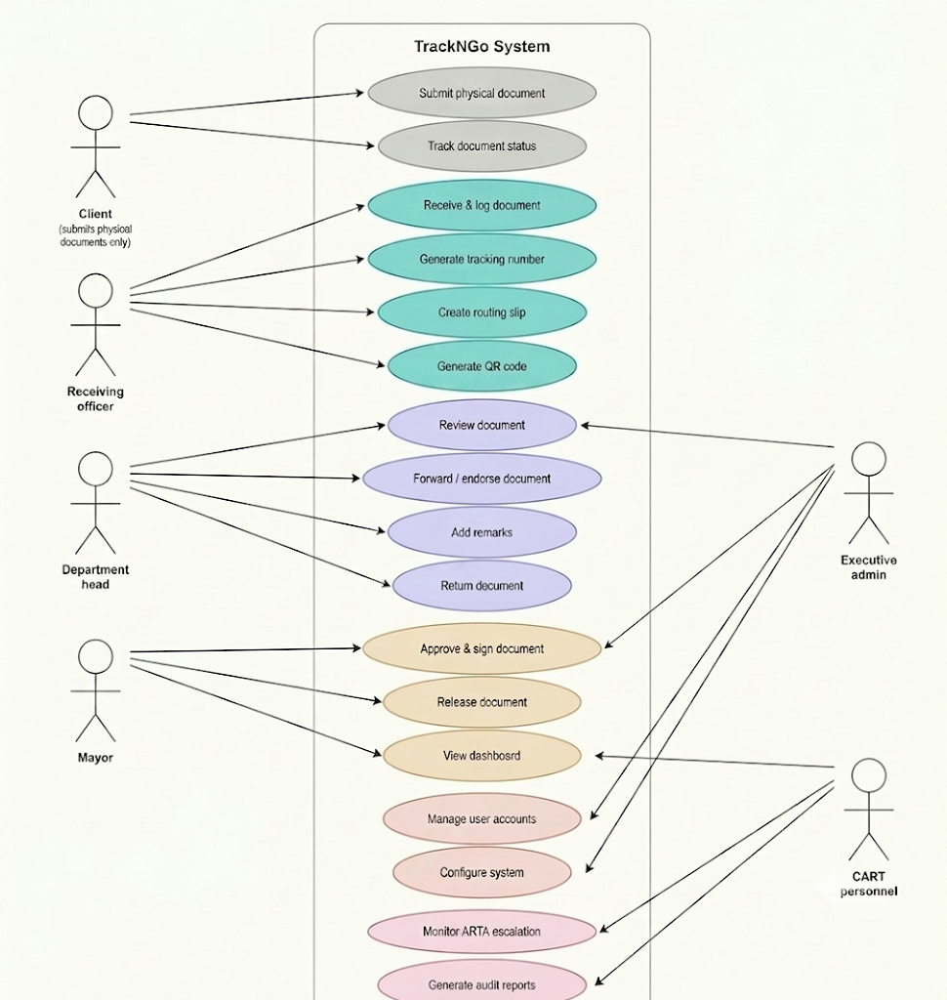 TrackNGo System
Submit physical document
Track document status
Client
(submits physical
documents only)
Receive & log document
Generate tracking number
Create routing slip
Generate QR code
Receiving
officer
Review document
Forward / endorse document
Add remarks
Return document
Department
head
Executive
admin
Approve & sign document
Release document
View dashbosrd
Mayor
Manage user accounts
Configure system
CART
personnel
Monitor ARTA escalation
Generate audit reports